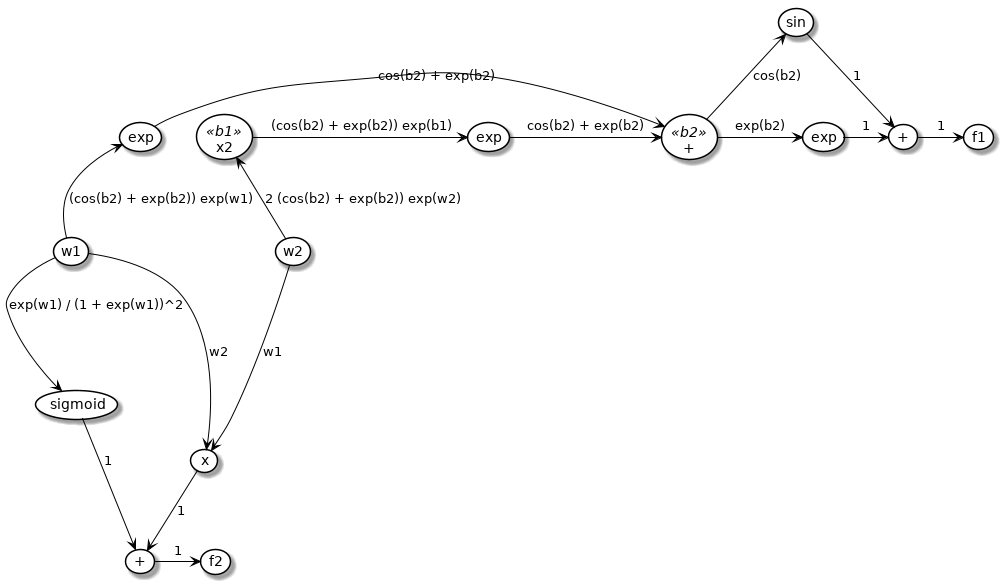 sin
cos(b2) + exp(b2)
cos(b2)
1
exp
«b1»
x2
(cos(b2) + exp(b2)) exp(b1)
exp
cos(b2) + exp(b2)
«b2»
+
exp(b2)
exp
1
+
1
f1
(cos(b2) + exp(b2)) exp(w1)
2 (cos(b2) + exp(b2)) exp(w2)
w1
w2
exp(w1) / (1 + exp(w1))^2
w2
w1
sigmoid
1
x
1
+
1
f2